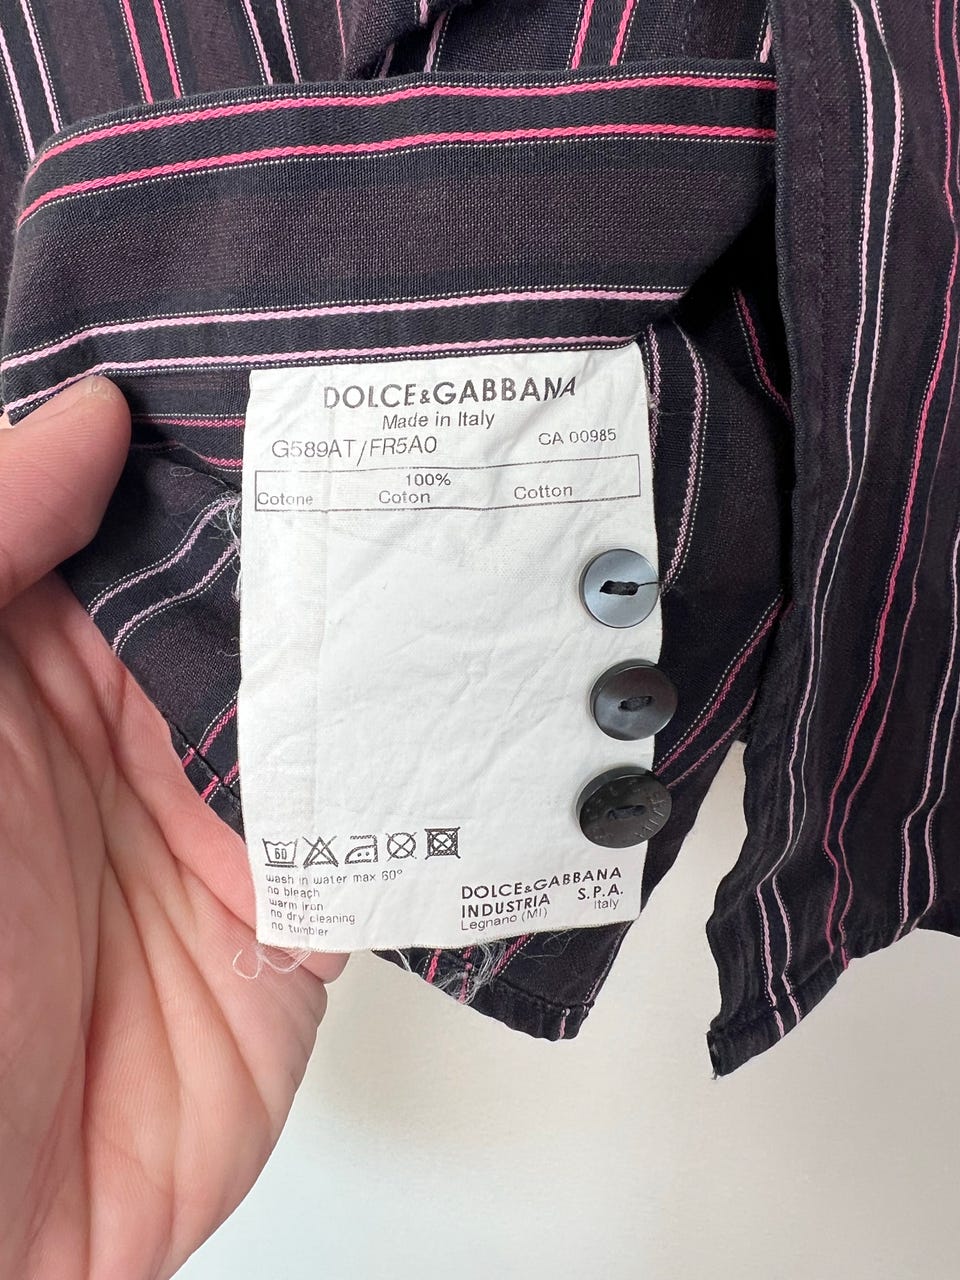 DOLCE&GABBANA
Made in Italy
G589AT/FR5A0 CA 00985
100%
Cotone Coton Cotton
60
wash in water max 60°
no bleach
warm iron
no dry cleaning
no tumbler
DOLCE&GABBANA
INDUSTRIA S.P.A.
Legnano (MI) Italy